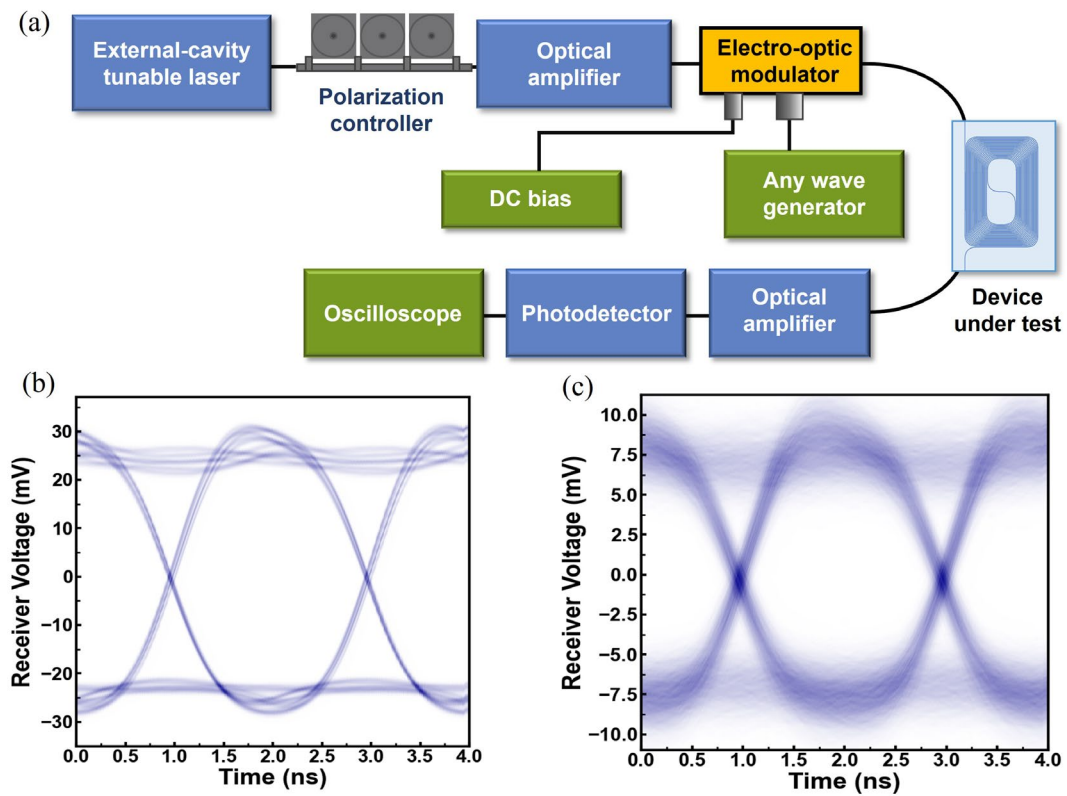 (a)
External-cavity
tunable laser
Polarization
controller
Optical
amplifier
Electro-optic
modulator
DC bias
Any wave
generator
Device
under test
Oscilloscope
Photodetector
Optical
amplifier
(b)
Receiver Voltage (mV)
30
20
10
0
−10
−20
−30
0.0 0.5 1.0 1.5 2.0 2.5 3.0 3.5 4.0
Time (ns)
(c)
Receiver Voltage (mV)
10.0
7.5
5.0
2.5
0.0
−2.5
−5.0
−7.5
−10.0
0.0 0.5 1.0 1.5 2.0 2.5 3.0 3.5 4.0
Time (ns)